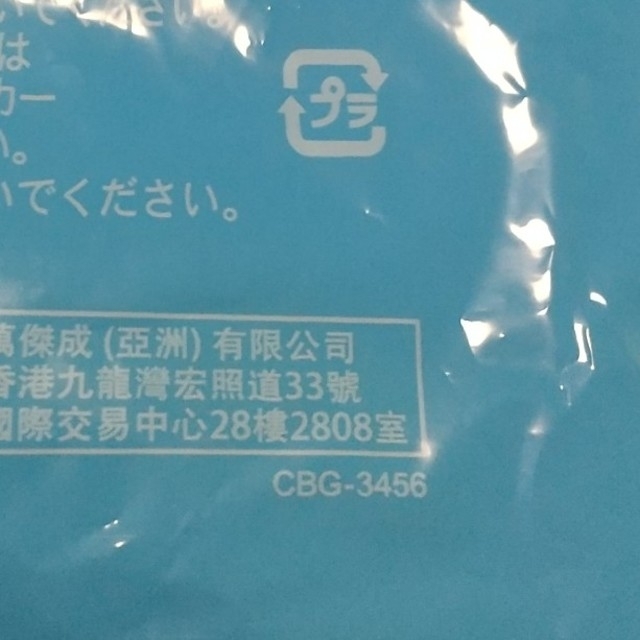 いでください。
は
カー
い。
いでください。
プラ
萬傑成 (亞洲) 有限公司
香港九龍灣宏照道33號
國際交易中心28樓2808室
CBG-3456